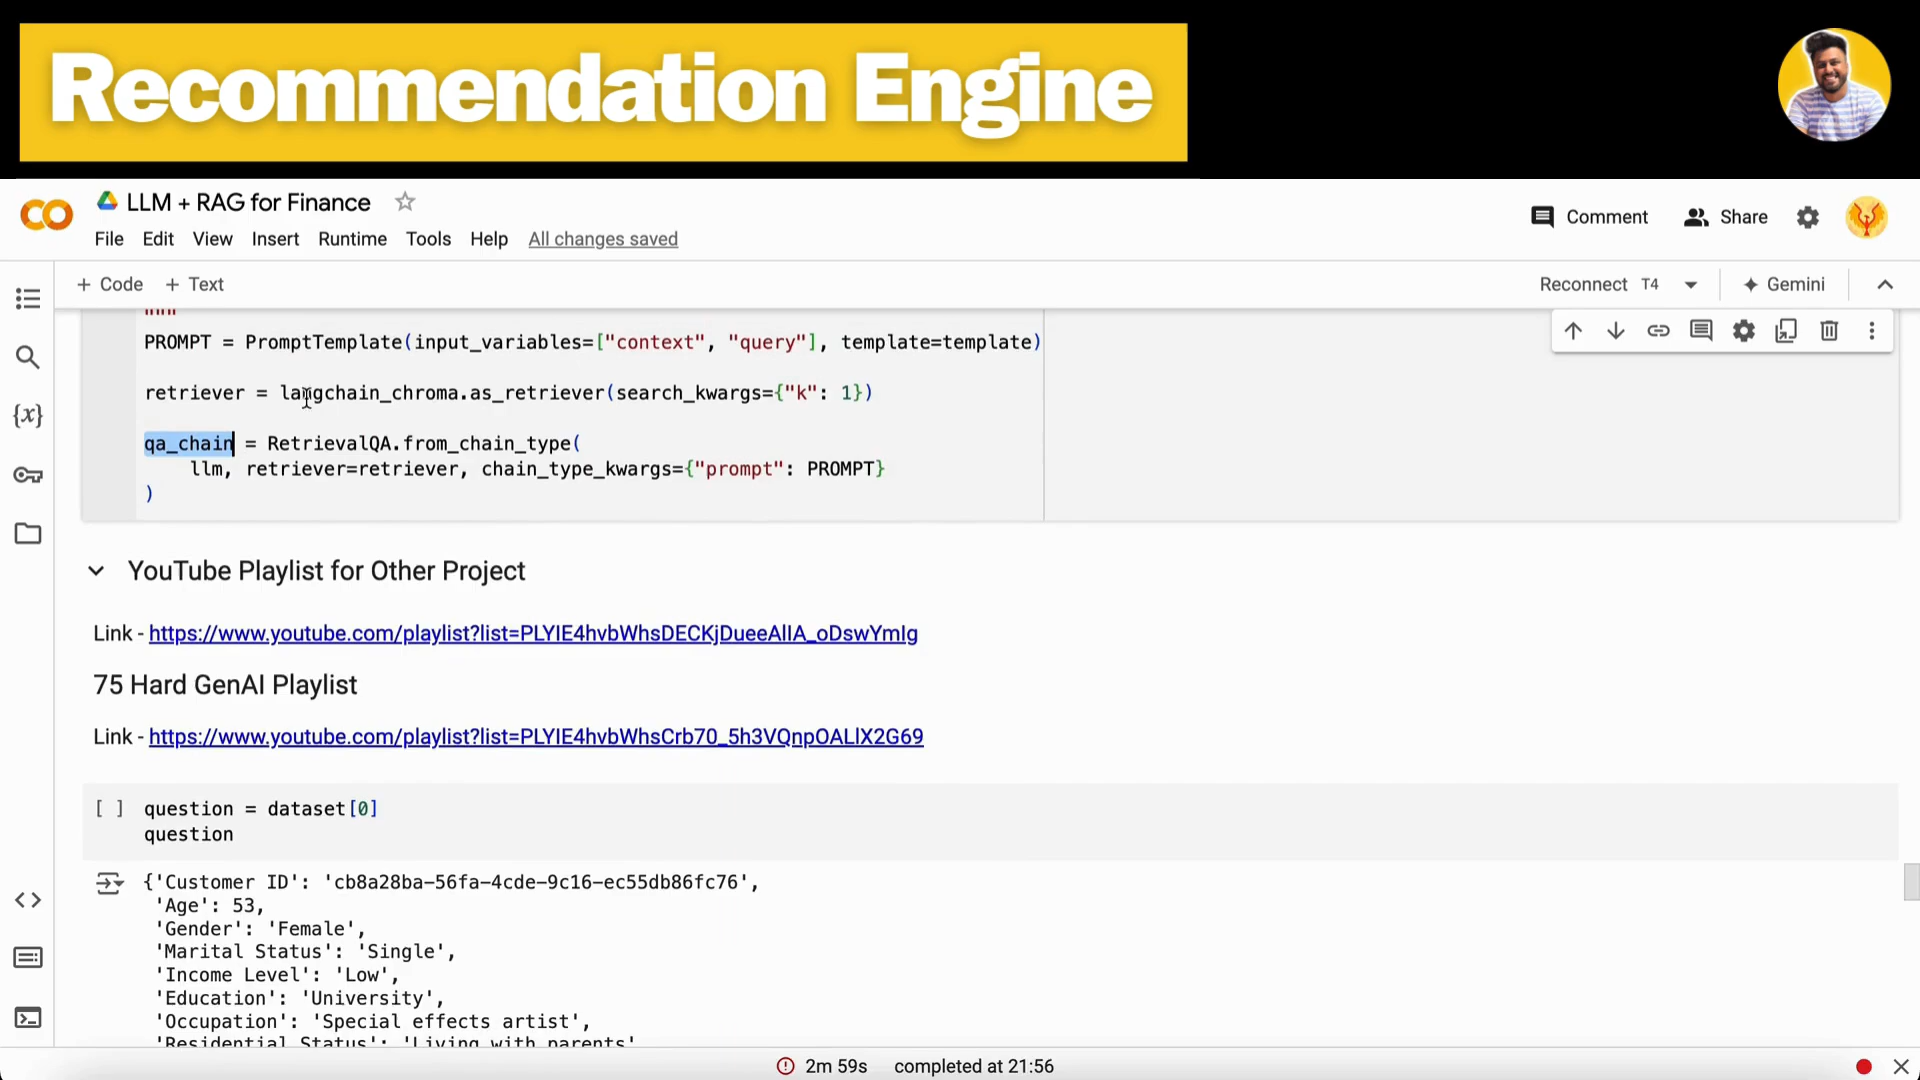 Recommendation Engine
LLM + RAG for Finance
File Edit View Insert Runtime Tools Help All changes saved
Comment Share
+ Code + Text
Reconnect T4 Gemini
"""
PROMPT = PromptTemplate(input_variables=["context", "query"], template=template)
retriever = langchain_chroma.as_retriever(search_kwargs={"k": 1})
qa_chain = RetrievalQA.from_chain_type(
llm, retriever=retriever, chain_type_kwargs={"prompt": PROMPT}
)
YouTube Playlist for Other Project
Link - https://www.youtube.com/playlist?list=PLYIE4hvbWhsDECKjDueeAlIA_oDswYmIg
75 Hard GenAI Playlist
Link - https://www.youtube.com/playlist?list=PLYIE4hvbWhsCrb70_5h3VQnpOALlX2G69
[ ] question = dataset[0]
question
{'Customer ID': 'cb8a28ba-56fa-4cde-9c16-ec55db86fc76',
'Age': 53,
'Gender': 'Female',
'Marital Status': 'Single',
'Income Level': 'Low',
'Education': 'University',
'Occupation': 'Special effects artist',
'Residential Status': 'Living with parents'
2m 59s completed at 21:56